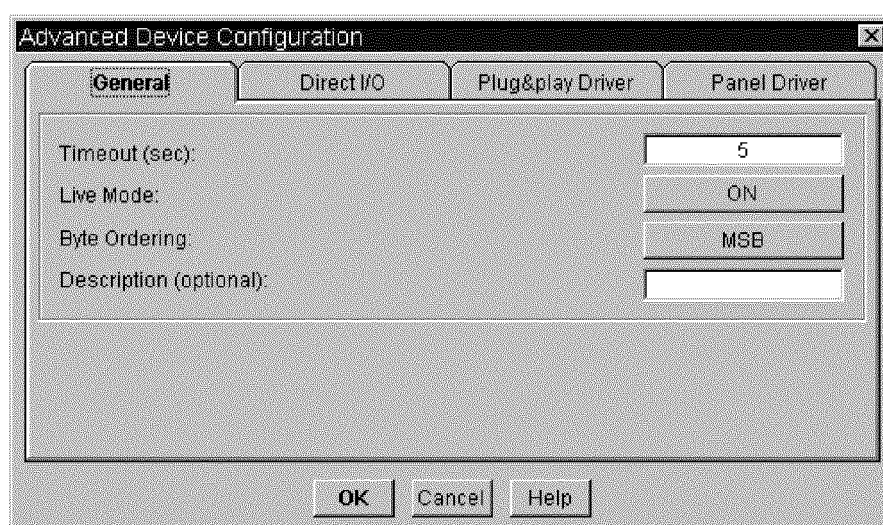 Advanced Device Configuration
General Direct I/O Plug&play Driver Panel Driver
Timeout (sec): 5
Live Mode: ON
Byte Ordering: MSB
Description (optional):
OK Cancel Help